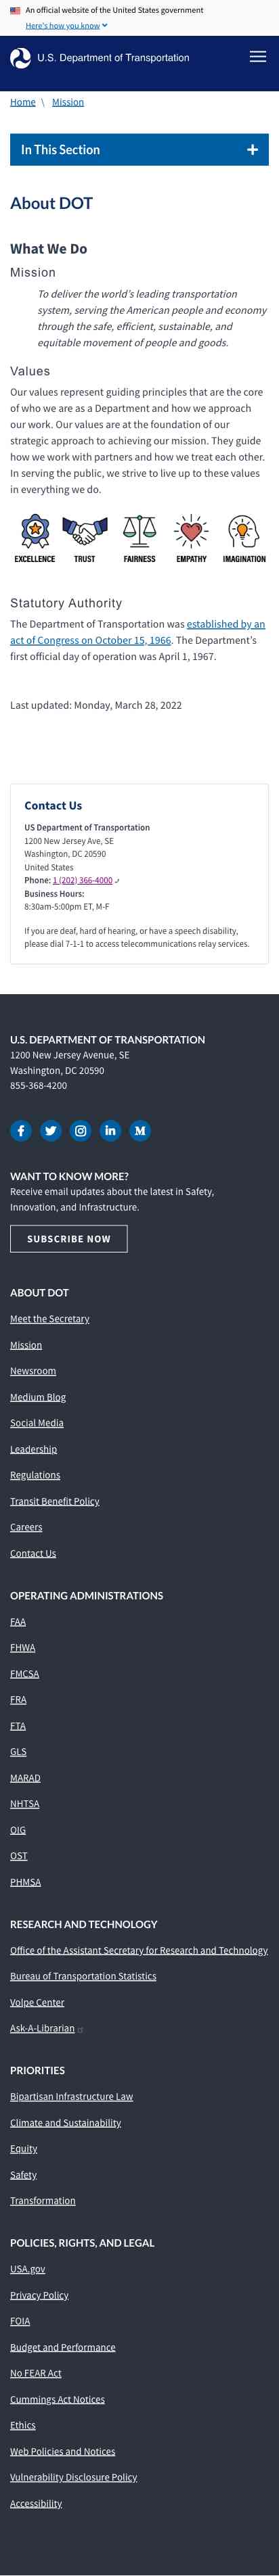 An official website of the United States government
Here's how you know
U.S. Department of Transportation
Home \ Mission
In This Section
About DOT
What We Do
Mission
To deliver the world's leading transportation
system, serving the American people and economy
through the safe, efficient, sustainable, and
equitable movement of people and goods.
Values
Our values represent guiding principles that are the core
of who we are as a Department and how we approach
our work. Our values are at the foundation of our
strategic approach to achieving our mission. They guide
how we work with partners and how we treat each other.
In serving the public, we strive to live up to these values
in everything we do.
EXCELLENCE TRUST FAIRNESS EMPATHY IMAGINATION
Statutory Authority
The Department of Transportation was established by an
act of Congress on October 15, 1966. The Department's
first official day of operation was April 1, 1967.
Last updated: Monday, March 28, 2022
Contact Us
US Department of Transportation
1200 New Jersey Ave, SE
Washington, DC 20590
United States
Phone: 1 (202) 366-4000
Business Hours:
8:30am-5:00pm ET, M-F
If you are deaf, hard of hearing, or have a speech disability,
please dial 7-1-1 to access telecommunications relay services.
U.S. DEPARTMENT OF TRANSPORTATION
1200 New Jersey Avenue, SE
Washington, DC 20590
855-368-4200
WANT TO KNOW MORE?
Receive email updates about the latest in Safety,
Innovation, and Infrastructure.
SUBSCRIBE NOW
ABOUT DOT
Meet the Secretary
Mission
Newsroom
Medium Blog
Social Media
Leadership
Regulations
Transit Benefit Policy
Careers
Contact Us
OPERATING ADMINISTRATIONS
FAA
FHWA
FMCSA
FRA
FTA
GLS
MARAD
NHTSA
OIG
OST
PHMSA
RESEARCH AND TECHNOLOGY
Office of the Assistant Secretary for Research and Technology
Bureau of Transportation Statistics
Volpe Center
Ask-A-Librarian
PRIORITIES
Bipartisan Infrastructure Law
Climate and Sustainability
Equity
Safety
Transformation
POLICIES, RIGHTS, AND LEGAL
USA.gov
Privacy Policy
FOIA
Budget and Performance
No FEAR Act
Cummings Act Notices
Ethics
Web Policies and Notices
Vulnerability Disclosure Policy
Accessibility